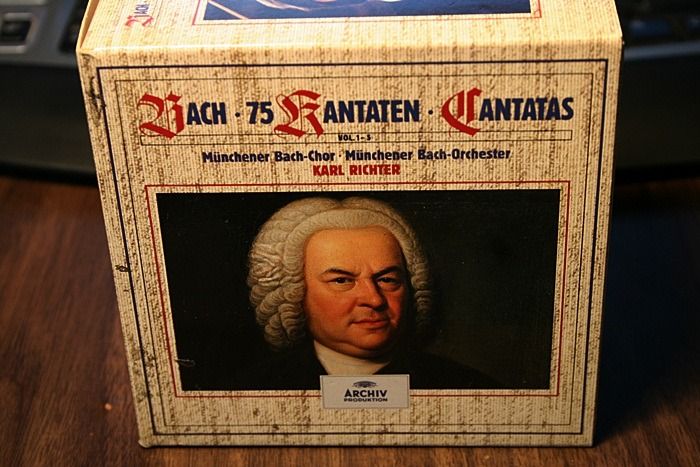 BACH · 75 KANTATEN · CANTATAS
VOL. 1-5
Münchener Bach-Chor · Münchener Bach-Orchester
KARL RICHTER
ARCHIV
PRODUKTION